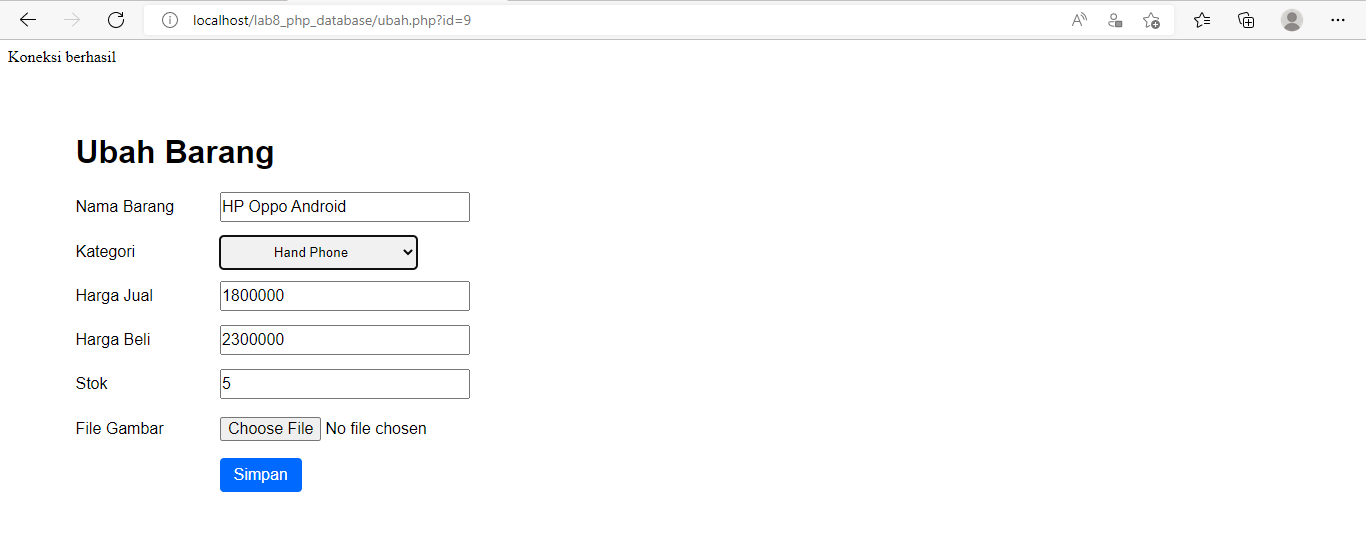 localhost/lab8_php_database/ubah.php?id=9
Koneksi berhasil
Ubah Barang
Nama Barang HP Oppo Android
Kategori Hand Phone
Harga Jual 1800000
Harga Beli 2300000
Stok 5
File Gambar Choose File No file chosen
Simpan